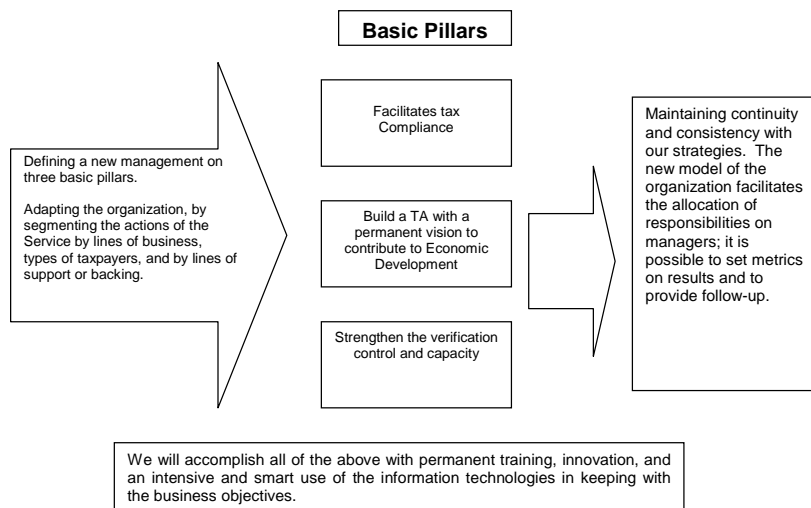 Basic Pillars
Defining a new management on
three basic pillars.
Adapting the organization, by
segmenting the actions of the
Service by lines of business,
types of taxpayers, and by lines of
support or backing.
Facilitates tax
Compliance
Build a TA with a
permanent vision to
contribute to Economic
Development
Strengthen the verification
control and capacity
Maintaining continuity
and consistency with
our strategies. The
new model of the
organization facilitates
the allocation of
responsibilities on
managers; it is
possible to set metrics
on results and to
provide follow-up.
We will accomplish all of the above with permanent training, innovation, and
an intensive and smart use of the information technologies in keeping with
the business objectives.